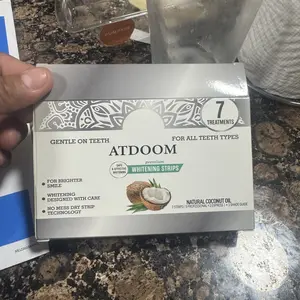 7
TREATMENTS
GENTLE ON TEETH
FOR ALL TEETH TYPES
ATDOOM
premium
WHITENING STRIPS
• FOR BRIGHTER
SMILE
• WHITENING
DESIGNED WITH CARE
• NO MESS DRY STRIP
TECHNOLOGY
NATURAL COCONUT OIL